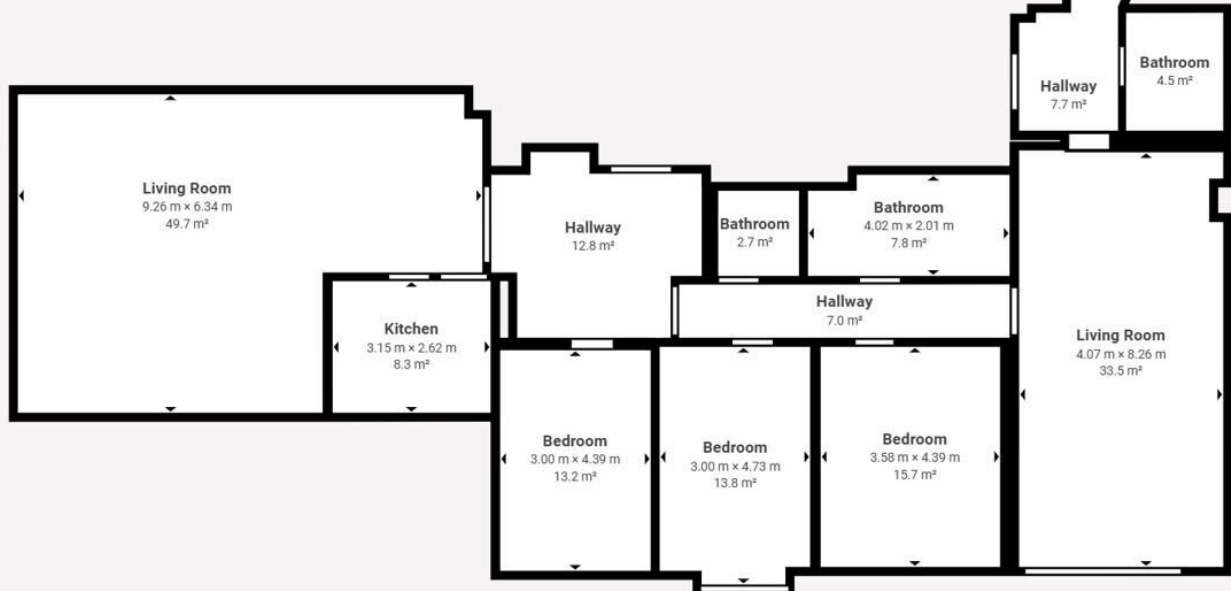 Living Room
9.26 m × 6.34 m
49.7 m²
Kitchen
3.15 m × 2.62 m
8.3 m²
Hallway
12.8 m²
Bathroom
2.7 m²
Bathroom
4.02 m × 2.01 m
7.8 m²
Hallway
7.0 m²
Hallway
7.7 m²
Bathroom
4.5 m²
Living Room
4.07 m × 8.26 m
33.5 m²
Bedroom
3.00 m × 4.39 m
13.2 m²
Bedroom
3.00 m × 4.73 m
13.8 m²
Bedroom
3.58 m × 4.39 m
15.7 m²